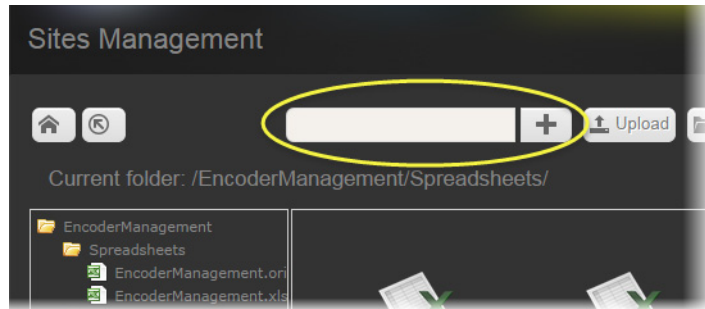 Sites Management
Upload
Current folder: /EncoderManagement/Spreadsheets/
EncoderManagement
Spreadsheets
EncoderManagement.ori
EncoderManagement.xls